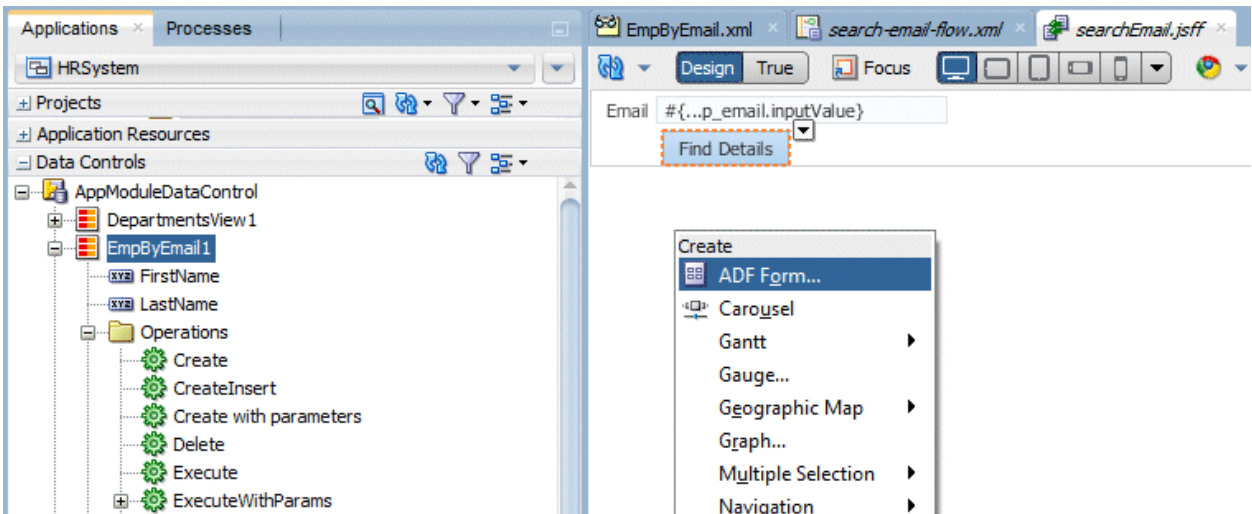 Applications × Processes
HRSystem
Projects
Application Resources
Data Controls
AppModuleDataControl
DepartmentsView1
EmpByEmail1
xyz FirstName
xyz LastName
Operations
Create
CreateInsert
Create with parameters
Delete
Execute
ExecuteWithParams
EmpByEmail.xml × search-email-flow.xml × searchEmail.jsff ×
Design True Focus
Email #{...p_email.inputValue}
Find Details
Create
ADF Form...
Carousel
Gantt
Gauge...
Geographic Map
Graph...
Multiple Selection
Navigation